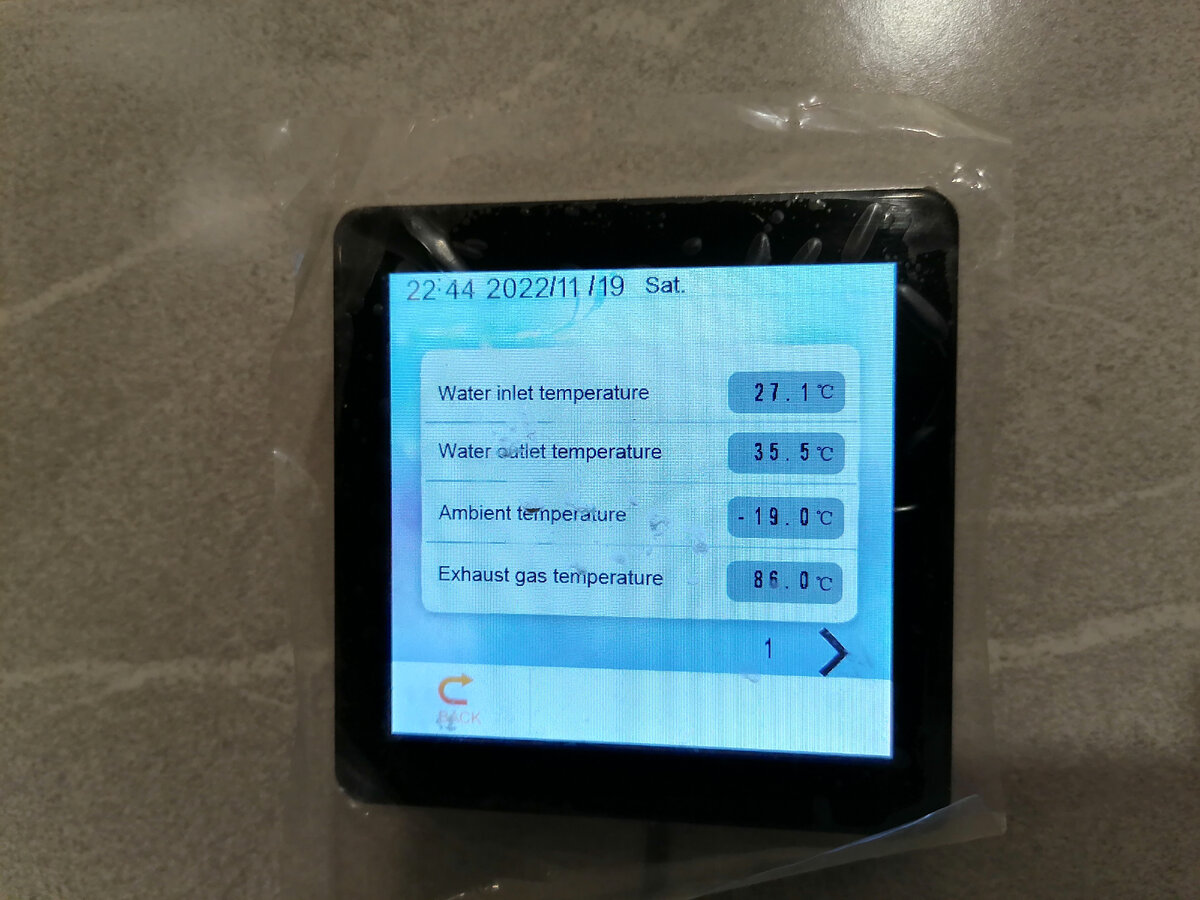 22:44 2022/11/19 Sat.
Water inlet temperature 27.1℃
Water outlet temperature 35.5℃
Ambient temperature -19.0℃
Exhaust gas temperature 86.0℃
1
BACK